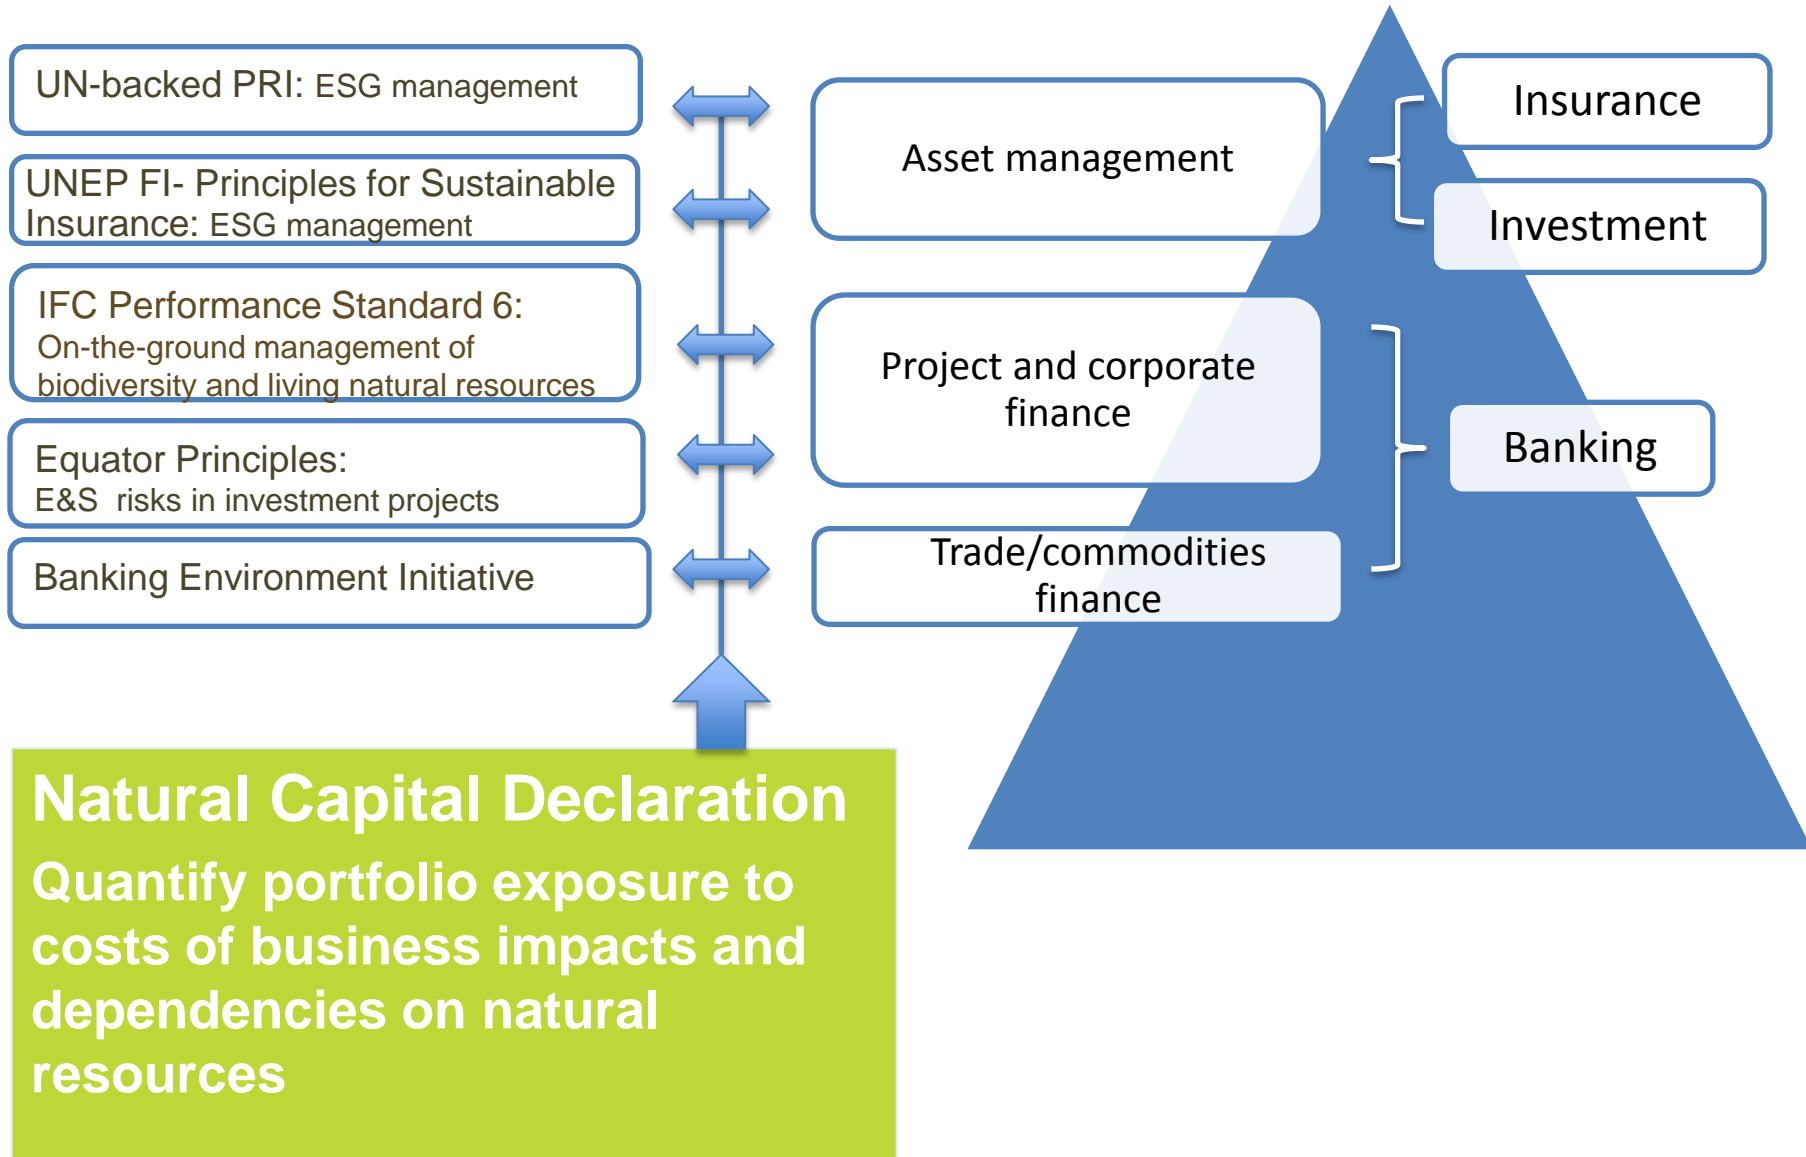 UN-backed PRI: ESG management
UNEP FI- Principles for Sustainable
Insurance: ESG management
IFC Performance Standard 6:
On-the-ground management of
biodiversity and living natural resources
Equator Principles:
E&S risks in investment projects
Banking Environment Initiative
Asset management
Project and corporate
finance
Trade/commodities
finance
Insurance
Investment
Banking
Natural Capital Declaration
Quantify portfolio exposure to
costs of business impacts and
dependencies on natural
resources